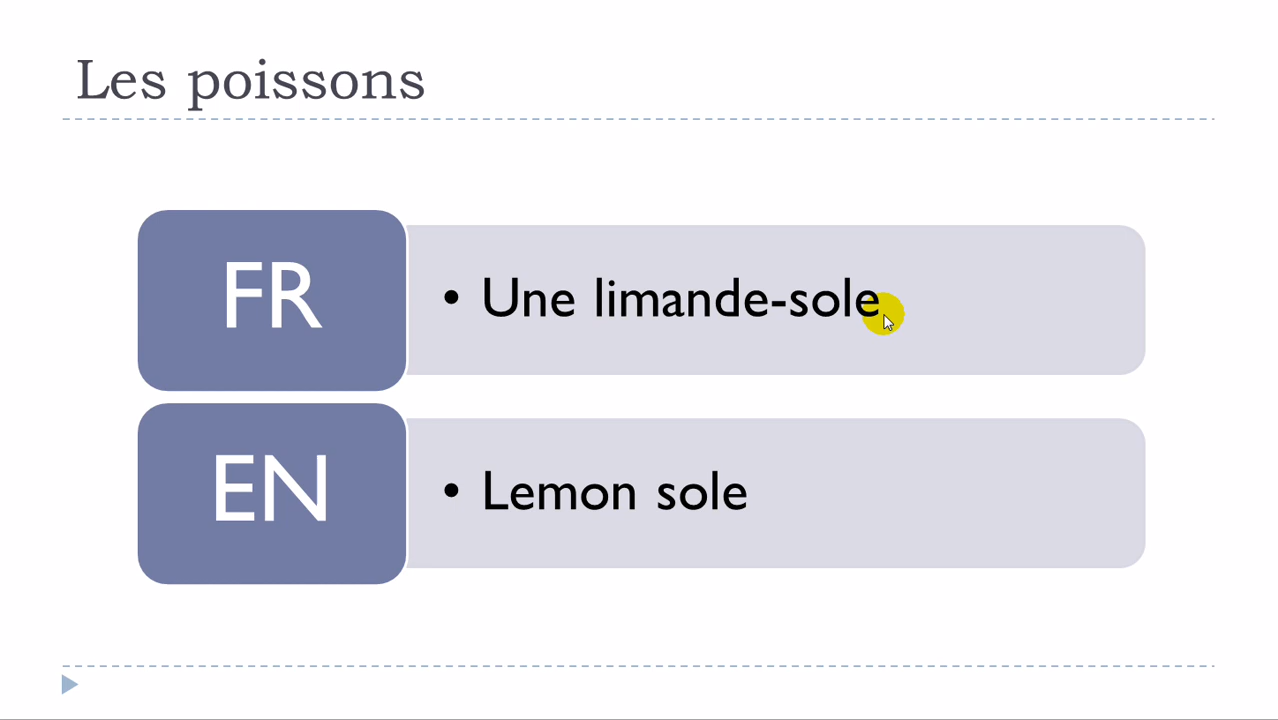 Les poissons
FR
• Une limande-sole
EN
• Lemon sole